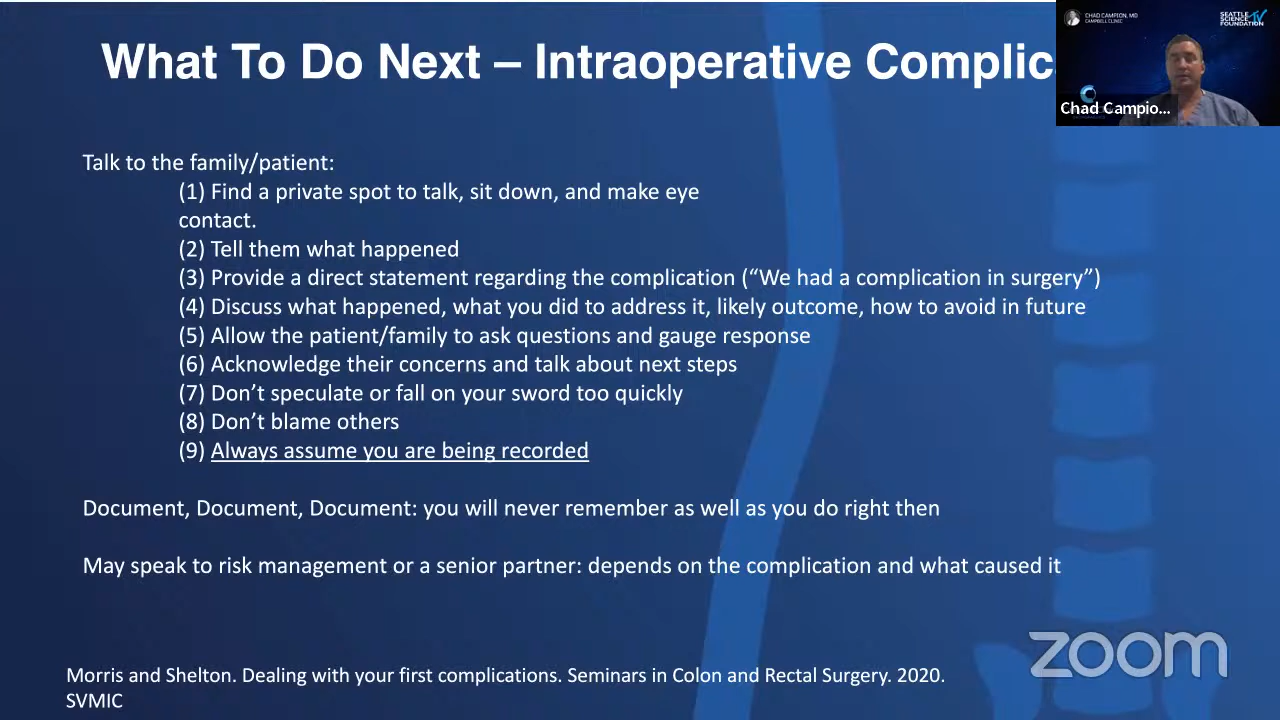 What To Do Next – Intraoperative Complic
CHAD CAMPION, MD
CAMPBELL CLINIC
SEATTLE
SCIENCE TV
FOUNDATION
Chad Campio...
Talk to the family/patient:
(1) Find a private spot to talk, sit down, and make eye
contact.
(2) Tell them what happened
(3) Provide a direct statement regarding the complication (“We had a complication in surgery”)
(4) Discuss what happened, what you did to address it, likely outcome, how to avoid in future
(5) Allow the patient/family to ask questions and gauge response
(6) Acknowledge their concerns and talk about next steps
(7) Don’t speculate or fall on your sword too quickly
(8) Don’t blame others
(9) Always assume you are being recorded
Document, Document, Document: you will never remember as well as you do right then
May speak to risk management or a senior partner: depends on the complication and what caused it
zoom
Morris and Shelton. Dealing with your first complications. Seminars in Colon and Rectal Surgery. 2020.
SVMIC